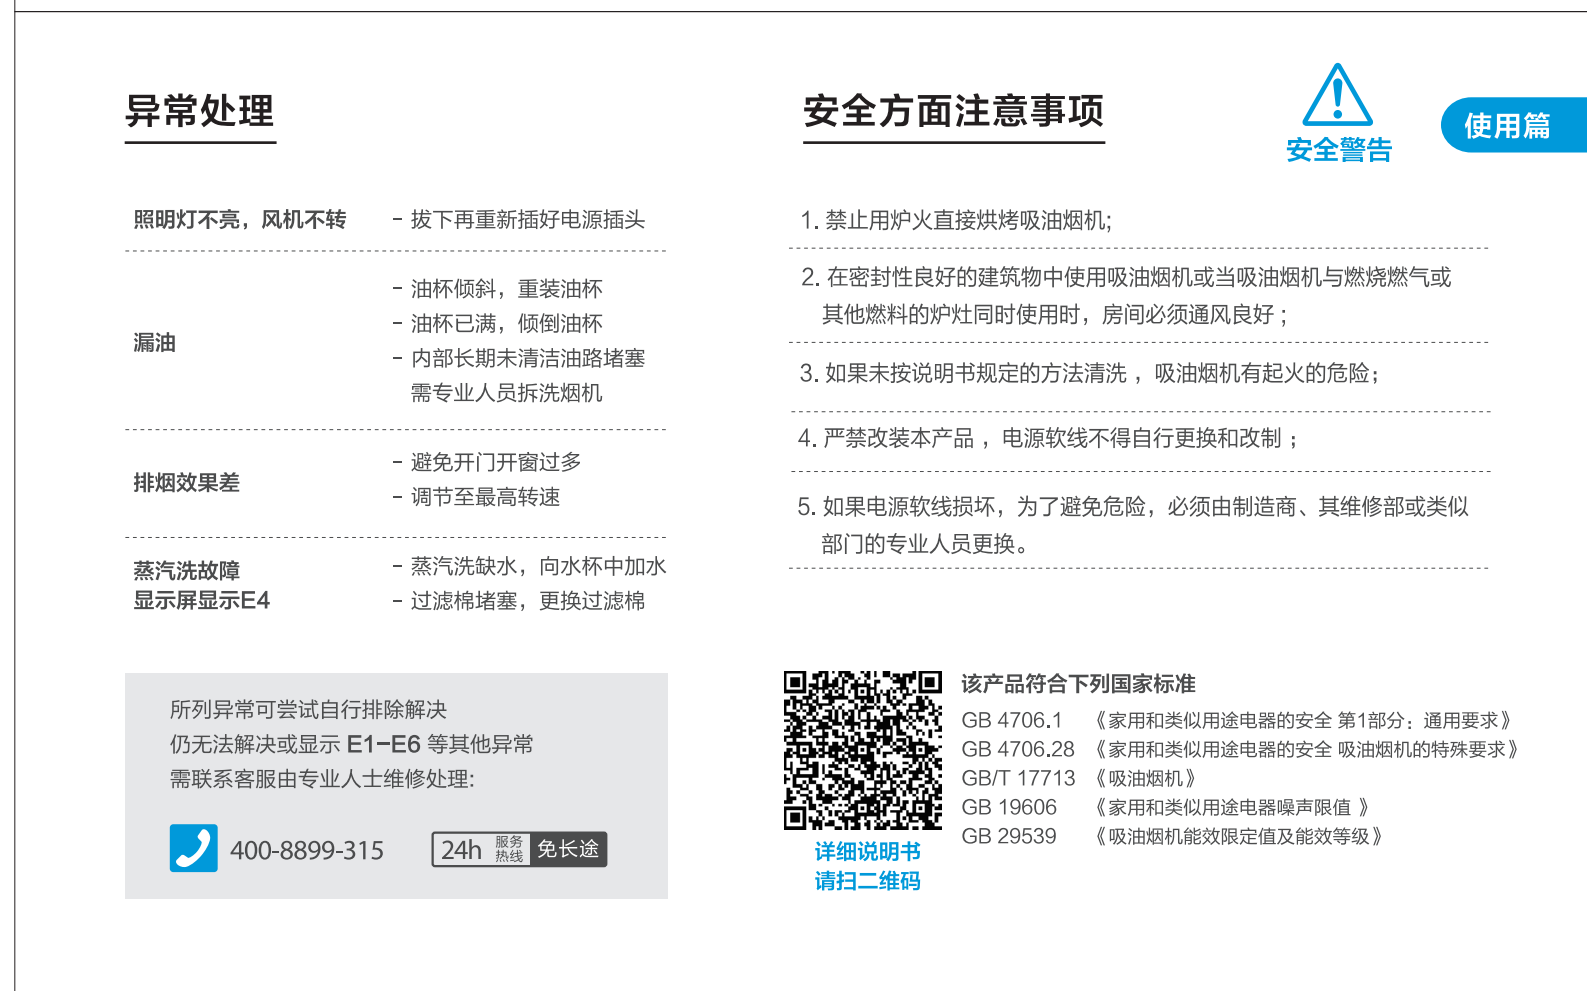 异常处理
照明灯不亮，风机不转
- 拔下再重新插好电源插头
漏油
- 油杯倾斜，重装油杯
- 油杯已满，倾倒油杯
- 内部长期未清洁油路堵塞
需专业人员拆洗烟机
排烟效果差
- 避免开门开窗过多
- 调节至最高转速
蒸汽洗故障
显示屏显示E4
- 蒸汽洗缺水，向水杯中加水
- 过滤棉堵塞，更换过滤棉
所列异常可尝试自行排除解决
仍无法解决或显示 E1-E6 等其他异常
需联系客服由专业人士维修处理:
400-8899-315
24h 服务热线 免长途
安全方面注意事项
安全警告
使用篇
1. 禁止用炉火直接烘烤吸油烟机;
2. 在密封性良好的建筑物中使用吸油烟机或当吸油烟机与燃烧燃气或
其他燃料的炉灶同时使用时，房间必须通风良好；
3. 如果未按说明书规定的方法清洗，吸油烟机有起火的危险；
4. 严禁改装本产品，电源软线不得自行更换和改制；
5. 如果电源软线损坏，为了避免危险，必须由制造商、其维修部或类似
部门的专业人员更换。
详细说明书
请扫二维码
该产品符合下列国家标准
GB 4706.1 《家用和类似用途电器的安全 第1部分：通用要求》
GB 4706.28 《家用和类似用途电器的安全 吸油烟机的特殊要求》
GB/T 17713 《吸油烟机》
GB 19606 《家用和类似用途电器噪声限值 》
GB 29539 《吸油烟机能效限定值及能效等级》